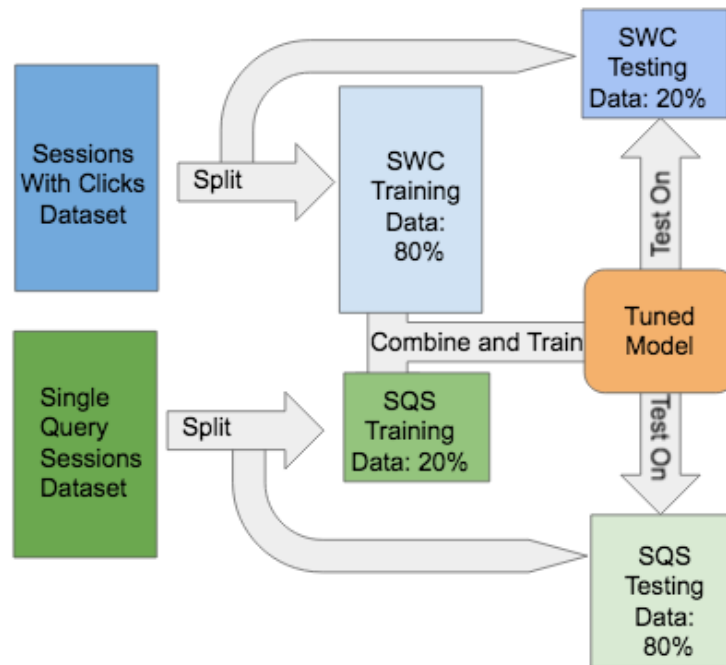 Sessions
With Clicks
Dataset
Split
SWC
Training
Data:
80%
SWC
Testing
Data: 20%
Test On
Combine and Train
Tuned
Model
Test On
Single
Query
Sessions
Dataset
Split
SQS
Training
Data: 20%
SQS
Testing
Data:
80%